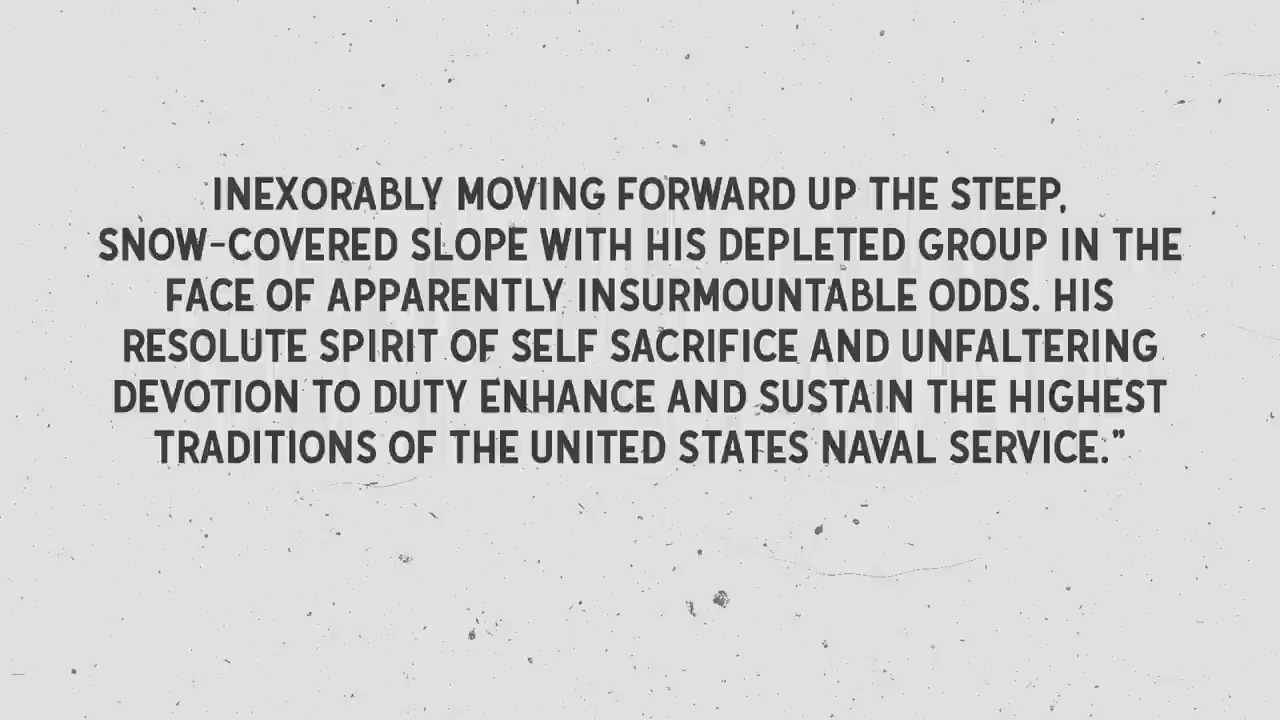 INEXORABLY MOVING FORWARD UP THE STEEP,
SNOW-COVERED SLOPE WITH HIS DEPLETED GROUP IN THE
FACE OF APPARENTLY INSURMOUNTABLE ODDS. HIS
RESOLUTE SPIRIT OF SELF SACRIFICE AND UNFALTERING
DEVOTION TO DUTY ENHANCE AND SUSTAIN THE HIGHEST
TRADITIONS OF THE UNITED STATES NAVAL SERVICE.”